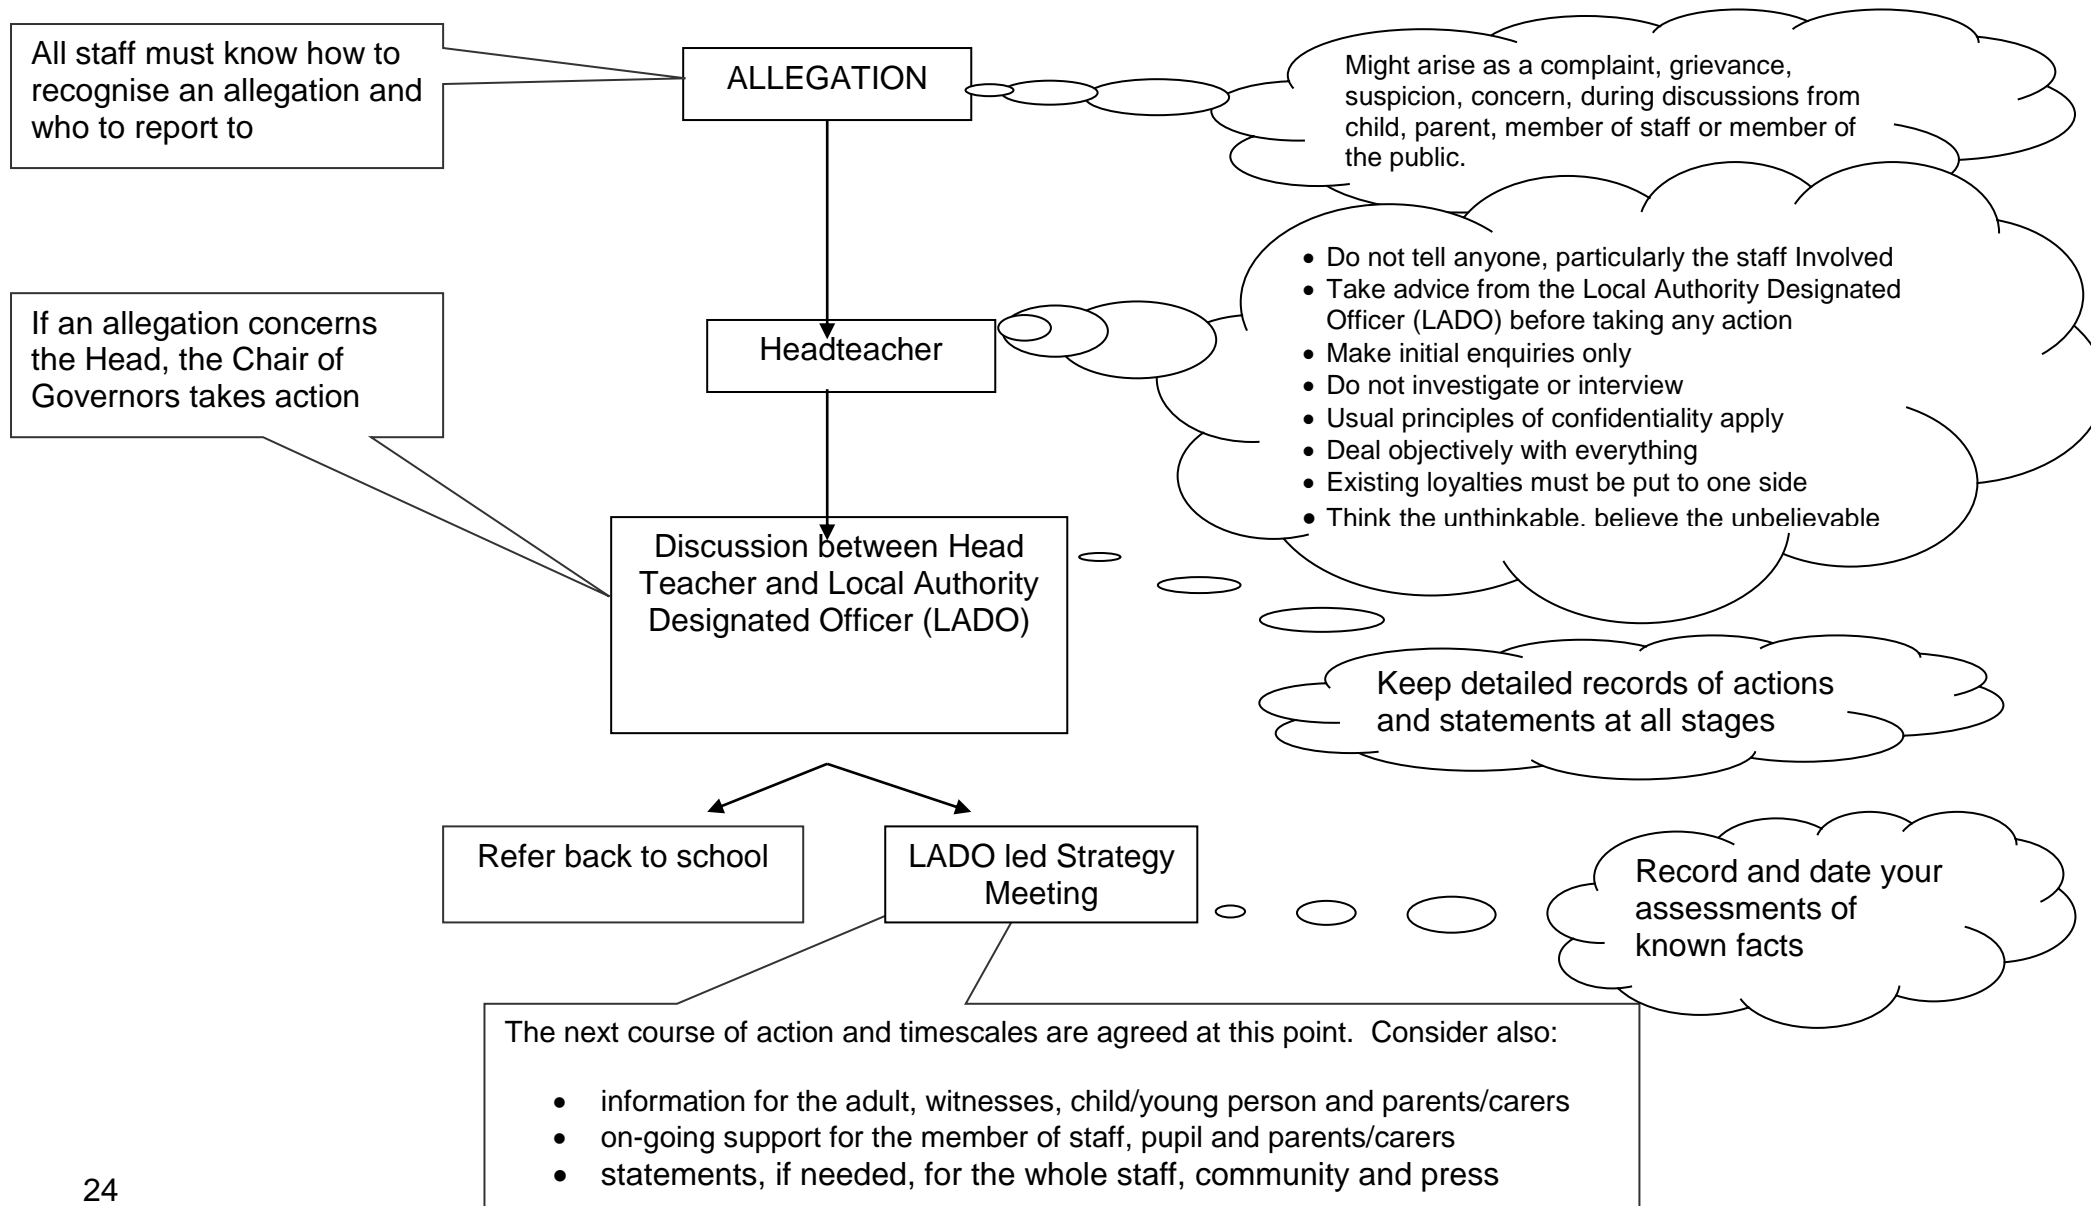 All staff must know how to
recognise an allegation and
who to report to
ALLEGATION
Might arise as a complaint, grievance,
suspicion, concern, during discussions from
child, parent, member of staff or member of
the public.
If an allegation concerns
the Head, the Chair of
Governors takes action
Headteacher
• Do not tell anyone, particularly the staff Involved
• Take advice from the Local Authority Designated
Officer (LADO) before taking any action
• Make initial enquiries only
• Do not investigate or interview
• Usual principles of confidentiality apply
• Deal objectively with everything
• Existing loyalties must be put to one side
• Think the unthinkable, believe the unbelievable
Discussion between Head
Teacher and Local Authority
Designated Officer (LADO)
Keep detailed records of actions
and statements at all stages
Refer back to school
LADO led Strategy
Meeting
Record and date your
assessments of
known facts
The next course of action and timescales are agreed at this point.  Consider also:
• information for the adult, witnesses, child/young person and parents/carers
• on-going support for the member of staff, pupil and parents/carers
• statements, if needed, for the whole staff, community and press
24